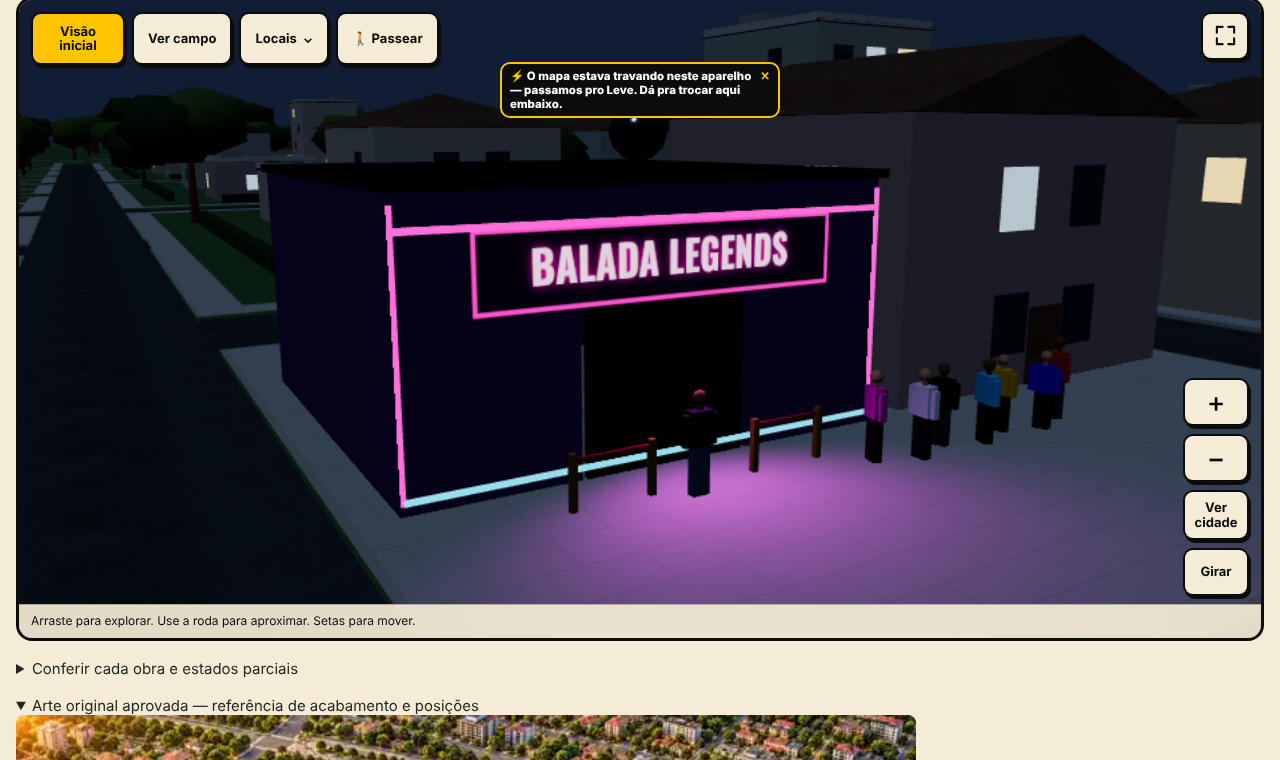 Visão
inicial
Ver campo
Locais
Passear
⚡ O mapa estava travando neste aparelho
— passamos pro Leve. Dá pra trocar aqui
embaixo.
×
BALADA LEGENDS
+
−
Ver
cidade
Girar
Arraste para explorar. Use a roda para aproximar. Setas para mover.
Conferir cada obra e estados parciais
Arte original aprovada — referência de acabamento e posições